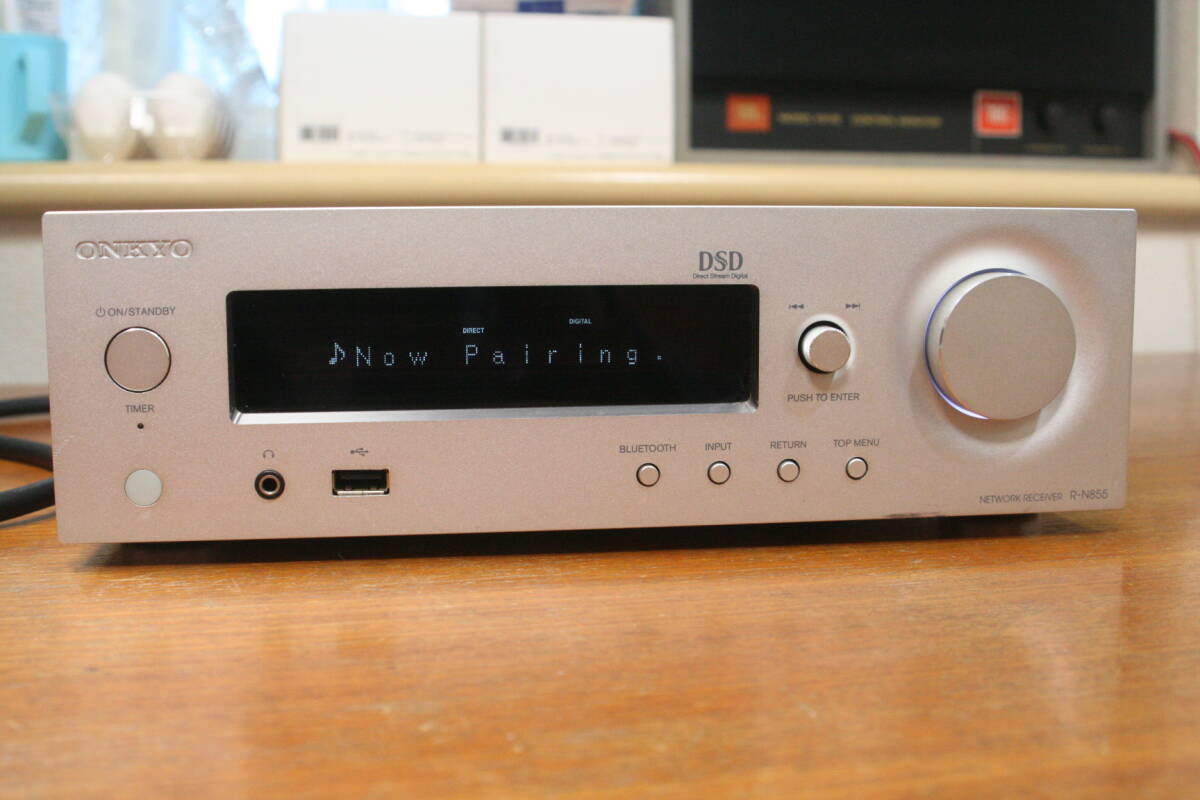 JBL
JBL
ONKYO
DSD
Direct Stream Digital
ON/STANDBY
DIRECT
DIGITAL
♪Now Pairing.
PUSH TO ENTER
TIMER
BLUETOOTH
INPUT
RETURN
TOP MENU
NETWORK RECEIVER R-N855